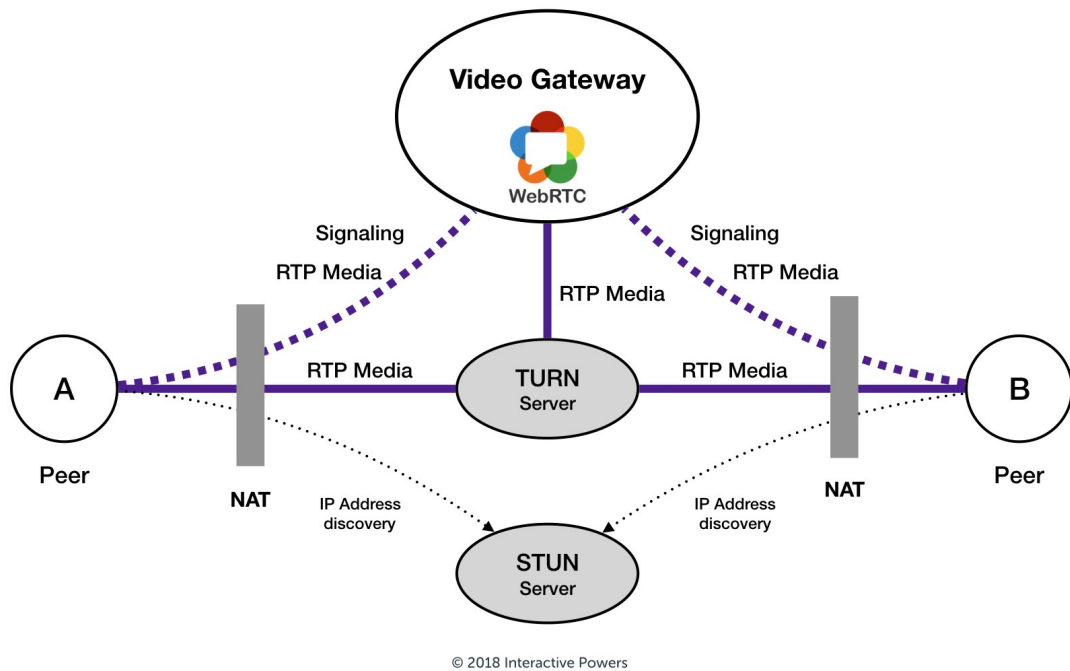 Video Gateway
WebRTC
Signaling
RTP Media
Signaling
RTP Media
RTP Media
A
Peer
NAT
RTP Media
TURN
Server
RTP Media
NAT
B
Peer
IP Address
discovery
IP Address
discovery
STUN
Server
© 2018 Interactive Powers